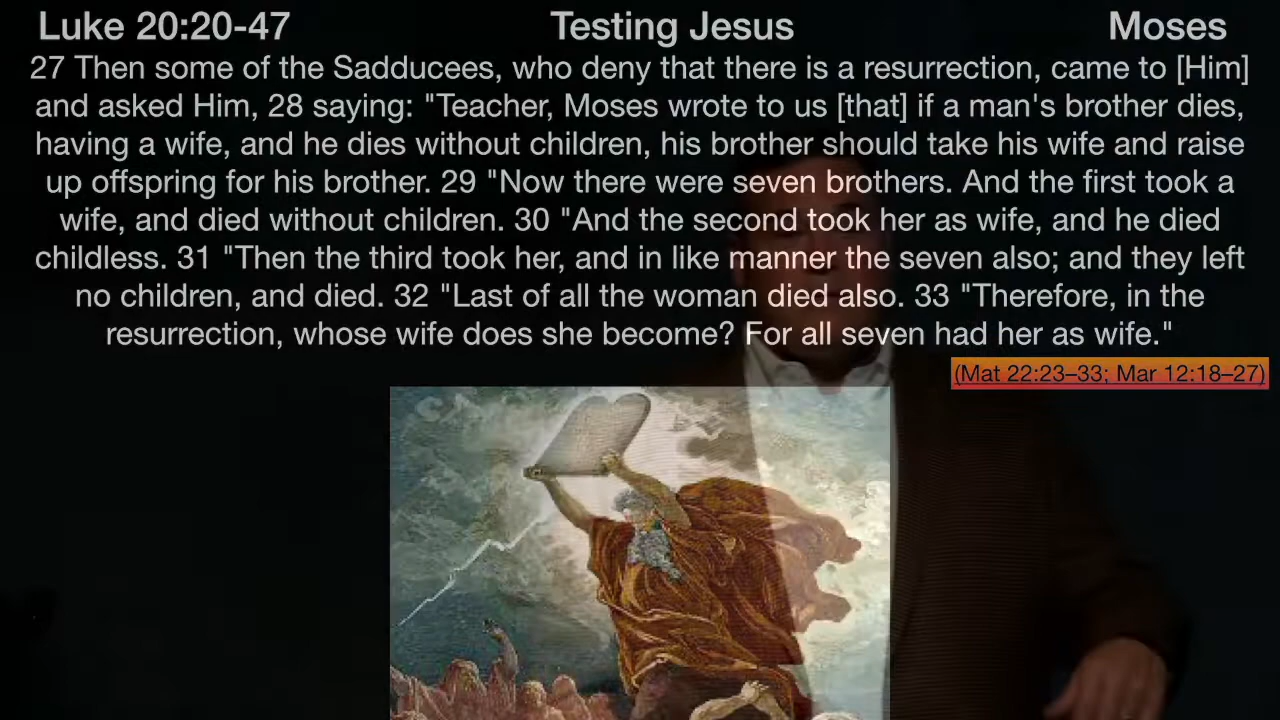 Luke 20:20-47 Testing Jesus Moses
27 Then some of the Sadducees, who deny that there is a resurrection, came to [Him]
and asked Him, 28 saying: "Teacher, Moses wrote to us [that] if a man's brother dies,
having a wife, and he dies without children, his brother should take his wife and raise
up offspring for his brother. 29 "Now there were seven brothers. And the first took a
wife, and died without children. 30 "And the second took her as wife, and he died
childless. 31 "Then the third took her, and in like manner the seven also; and they left
no children, and died. 32 "Last of all the woman died also. 33 "Therefore, in the
resurrection, whose wife does she become? For all seven had her as wife."
(Mat 22:23–33; Mar 12:18–27)